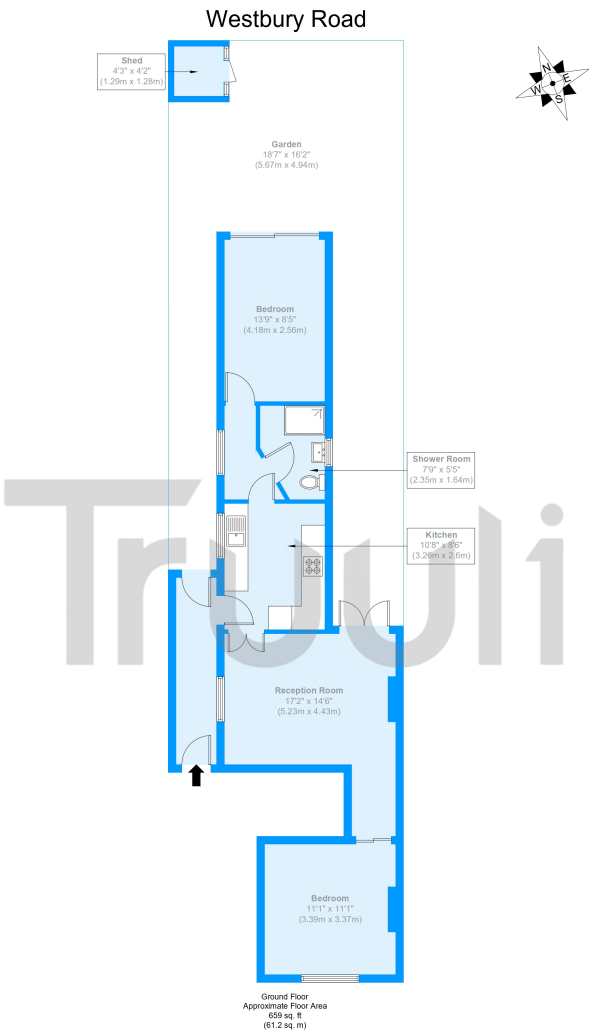 Westbury Road
Shed
4'3" x 4'2"
(1.29m x 1.28m)
N
E
W
S
Garden
18'7" x 16'2"
(5.67m x 4.94m)
Bedroom
13'9" x 8'5"
(4.18m x 2.56m)
Shower Room
7'9" x 5'5"
(2.35m x 1.64m)
Kitchen
10'8" x 8'6"
(3.26m x 2.6m)
Truuli
Reception Room
17'2" x 14'6"
(5.23m x 4.43m)
Bedroom
11'1" x 11'1"
(3.39m x 3.37m)
Ground Floor
Approximate Floor Area
659 sq. ft
(61.2 sq. m)